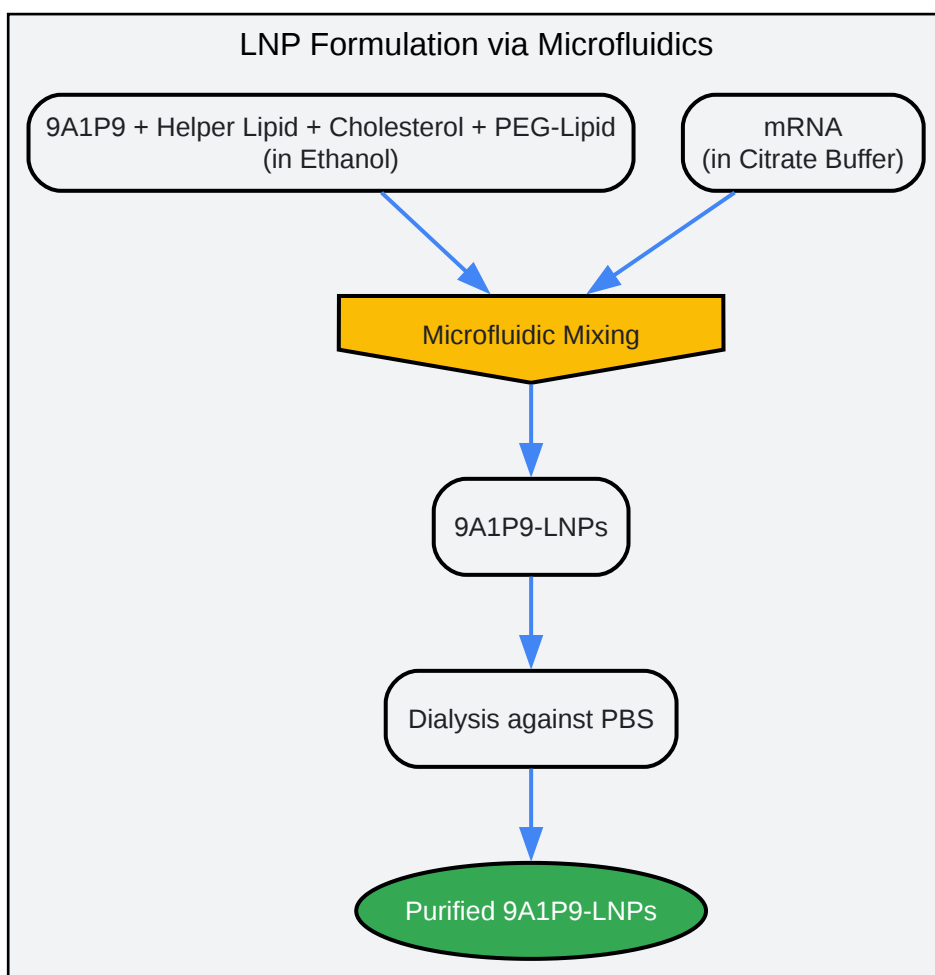 LNP Formulation via Microfluidics
9A1P9 + Helper Lipid + Cholesterol + PEG-Lipid
(in Ethanol)
mRNA
(in Citrate Buffer)
Microfluidic Mixing
9A1P9-LNPs
Dialysis against PBS
Purified 9A1P9-LNPs